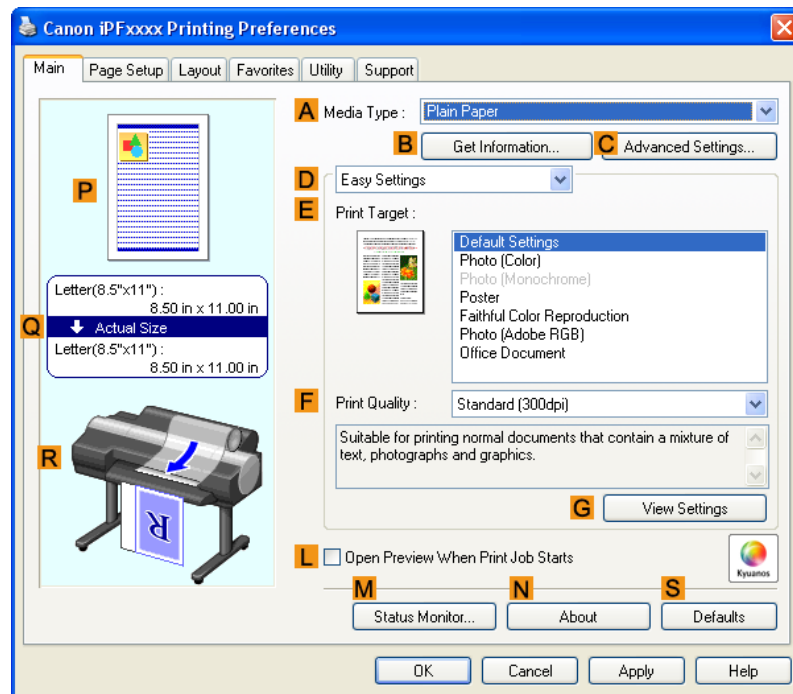 Canon iPFxxxx Printing Preferences
Main Page Setup Layout Favorites Utility Support
A Media Type : Plain Paper
B Get Information... C Advanced Settings...
P
D Easy Settings
E Print Target :
Default Settings
Photo (Color)
Photo (Monochrome)
Poster
Faithful Color Reproduction
Photo (Adobe RGB)
Office Document
Letter(8.5"x11") :
8.50 in x 11.00 in
Q Actual Size
Letter(8.5"x11") :
8.50 in x 11.00 in
F Print Quality : Standard (300dpi)
Suitable for printing normal documents that contain a mixture of
text, photographs and graphics.
R
R
G View Settings
L Open Preview When Print Job Starts
Kyuanos
M N S
Status Monitor... About Defaults
OK Cancel Apply Help